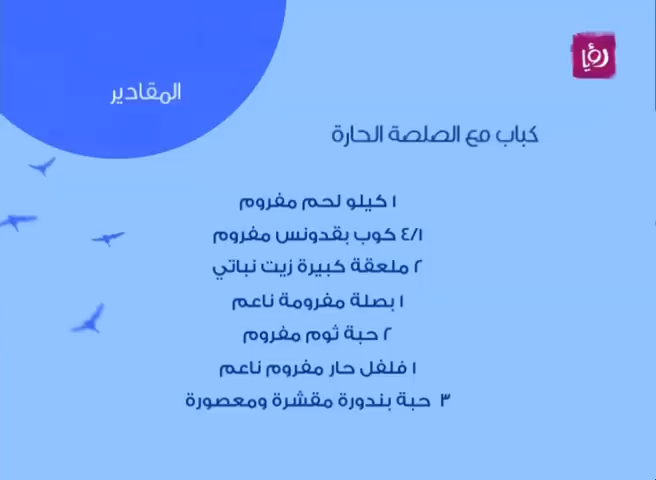 رؤيا
المقادير
كباب مع الصلصة الحارة
١ كيلو لحم مفروم
٤/١ كوب بقدونس مفروم
٢ ملعقة كبيرة زيت نباتي
١ بصلة مفرومة ناعم
٢ حبة ثوم مفروم
١ فلفل حار مفروم ناعم
٣ حبة بندورة مقشرة ومعصورة